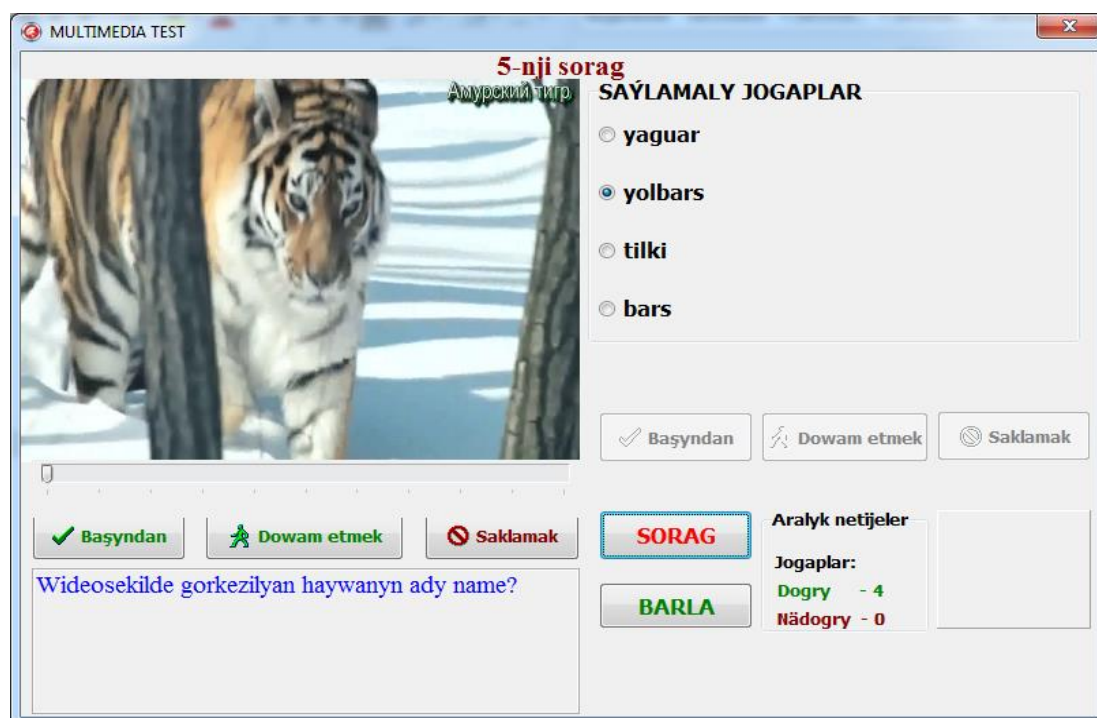 MULTIMEDIA TEST
5-nji sorag
Амурский тигр
SAÝLAMALY JOGAPLAR
yaguar
yolbars
tilki
bars
Başyndan
Dowam etmek
Saklamak
Başyndan
Dowam etmek
Saklamak
SORAG
BARLA
Aralyk netijeler
Jogaplar:
Dogry - 4
Nädogry - 0
Wideosekilde gorkezilyan haywanyn ady name?